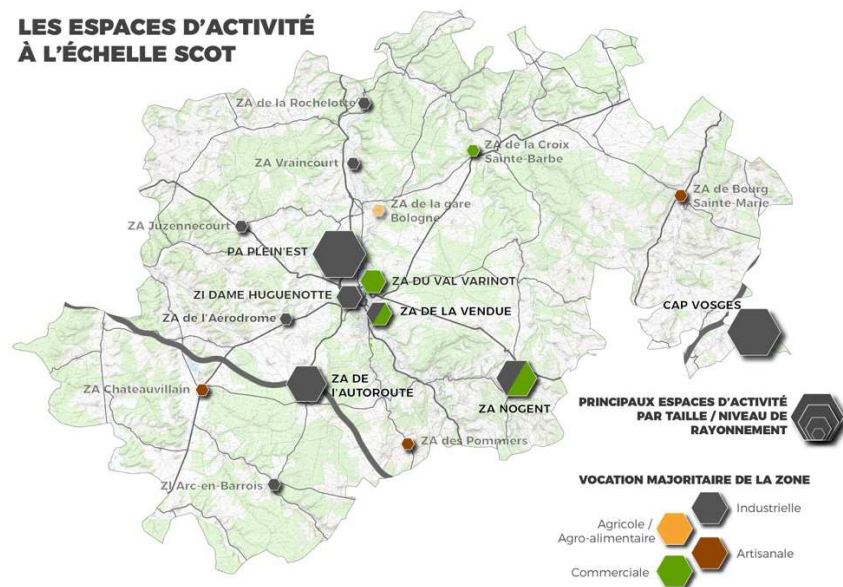 LES ESPACES D'ACTIVITÉ
À L'ÉCHELLE SCOT
ZA de la Rochelotte
ZA de la Croix
Sainte-Barbe
ZA Vraincourt
ZA de Bourg
Sainte-Marie
ZA de la gare
Bologne
ZA Juzennecourt
PA PLEIN'EST
ZA DU VAL VARINOT
ZI DAME HUGUENOTTE
ZA DE LA VENDUE
CAP VOSGES
ZA de l'Aérodrome
ZA Chateauvillain
ZA DE
l'AUTOROUTE
ZA NOGENT
ZA des Pommiers
ZI Arc-en-Barrois
PRINCIPAUX ESPACES D'ACTIVITÉ
PAR TAILLE / NIVEAU DE
RAYONNEMENT
VOCATION MAJORITAIRE DE LA ZONE
Industrielle
Agricole /
Agro-alimentaire
Artisanale
Commerciale